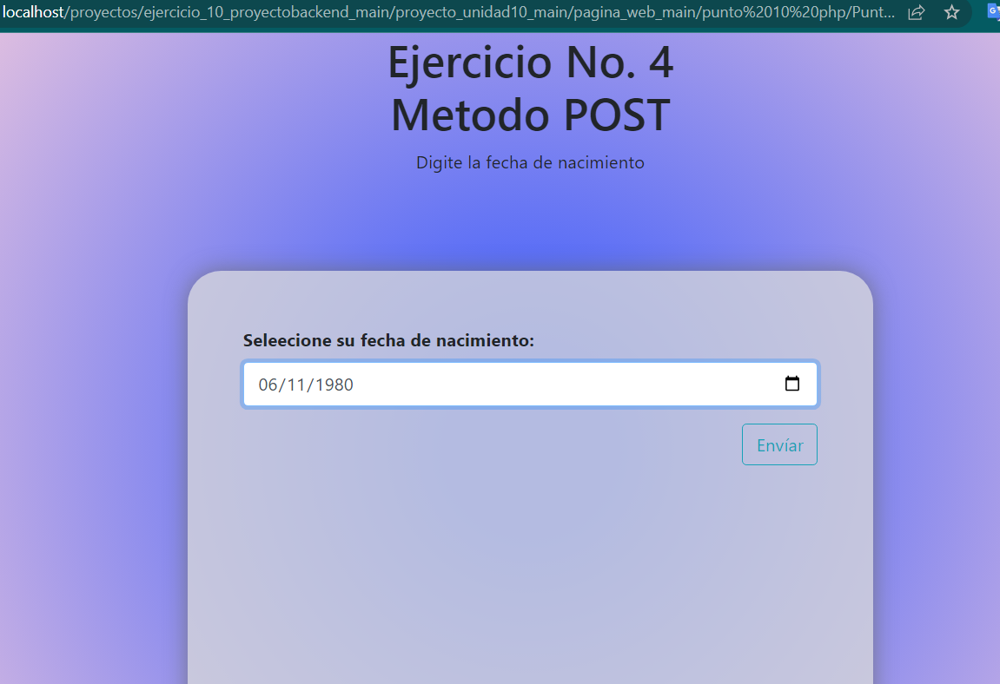 localhost/proyectos/ejercicio_10_proyectobackend_main/proyecto_unidad10_main/pagina_web_main/punto%2010%20php/Punt...
Ejercicio No. 4
Metodo POST
Digite la fecha de nacimiento
Seleecione su fecha de nacimiento:
06/11/1980
Envíar